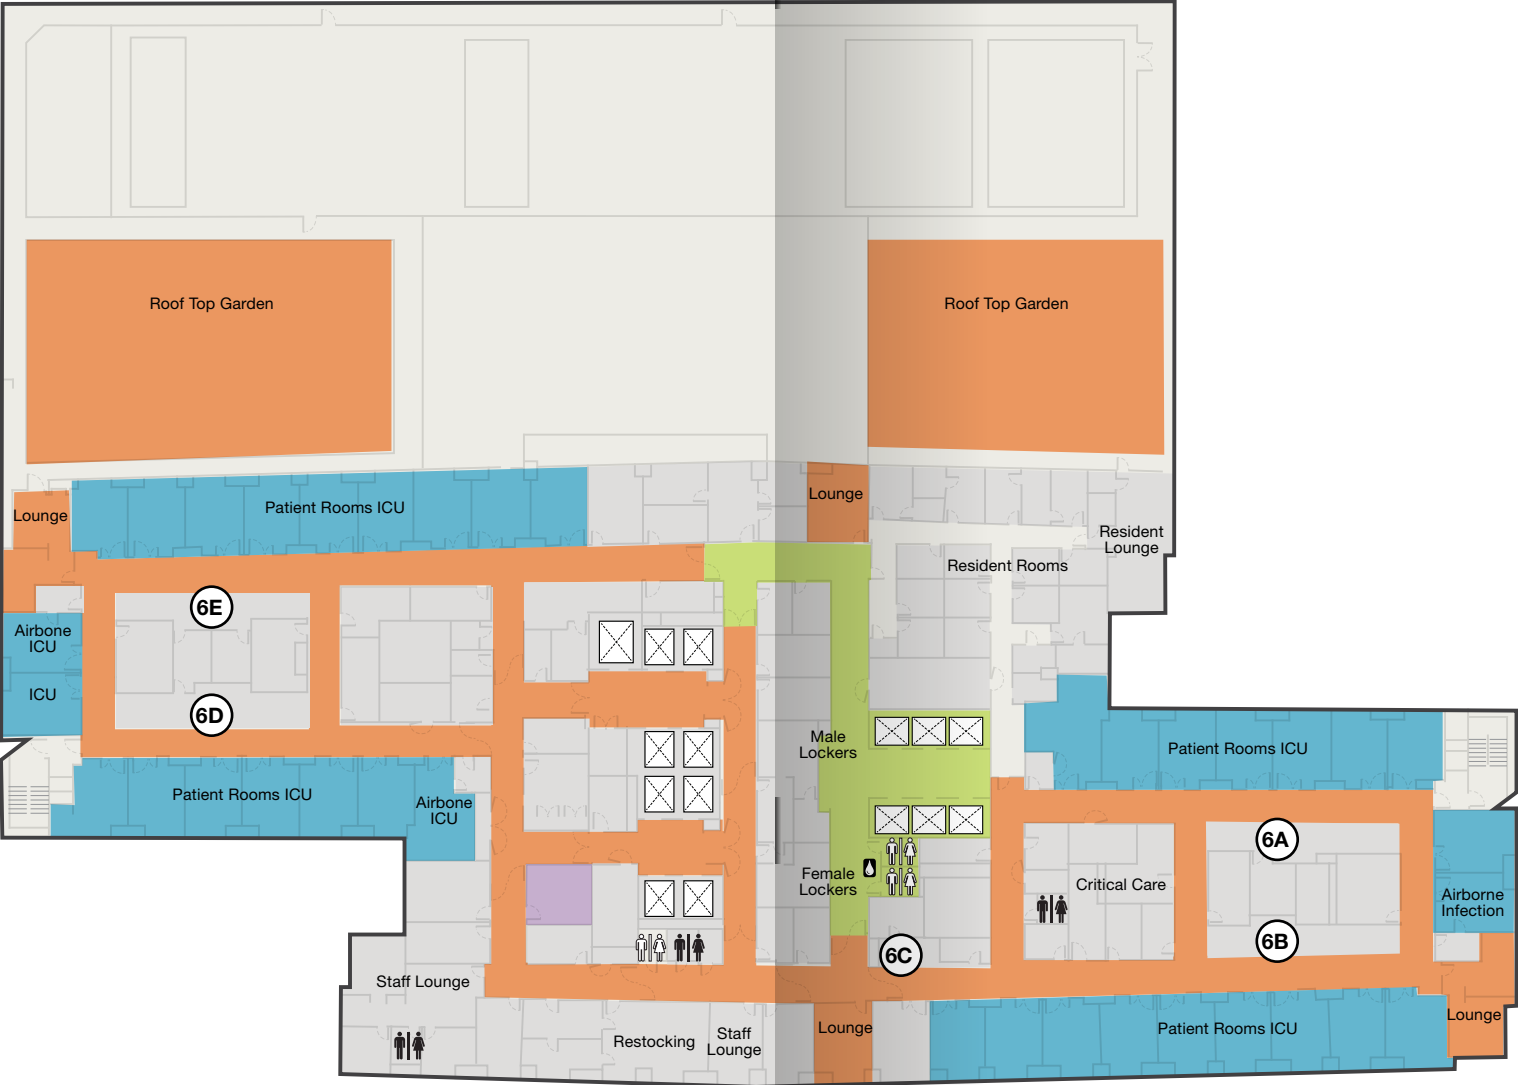 Roof Top Garden
Roof Top Garden
Lounge
Patient Rooms ICU
Lounge
Resident
Lounge
Resident Rooms
6E
Airbone
ICU
ICU
6D
Male
Lockers
Patient Rooms ICU
Patient Rooms ICU
Airbone
ICU
6A
Female
Lockers
Critical Care
Airborne
Infection
6B
6C
Staff Lounge
Restocking
Staff
Lounge
Lounge
Patient Rooms ICU
Lounge